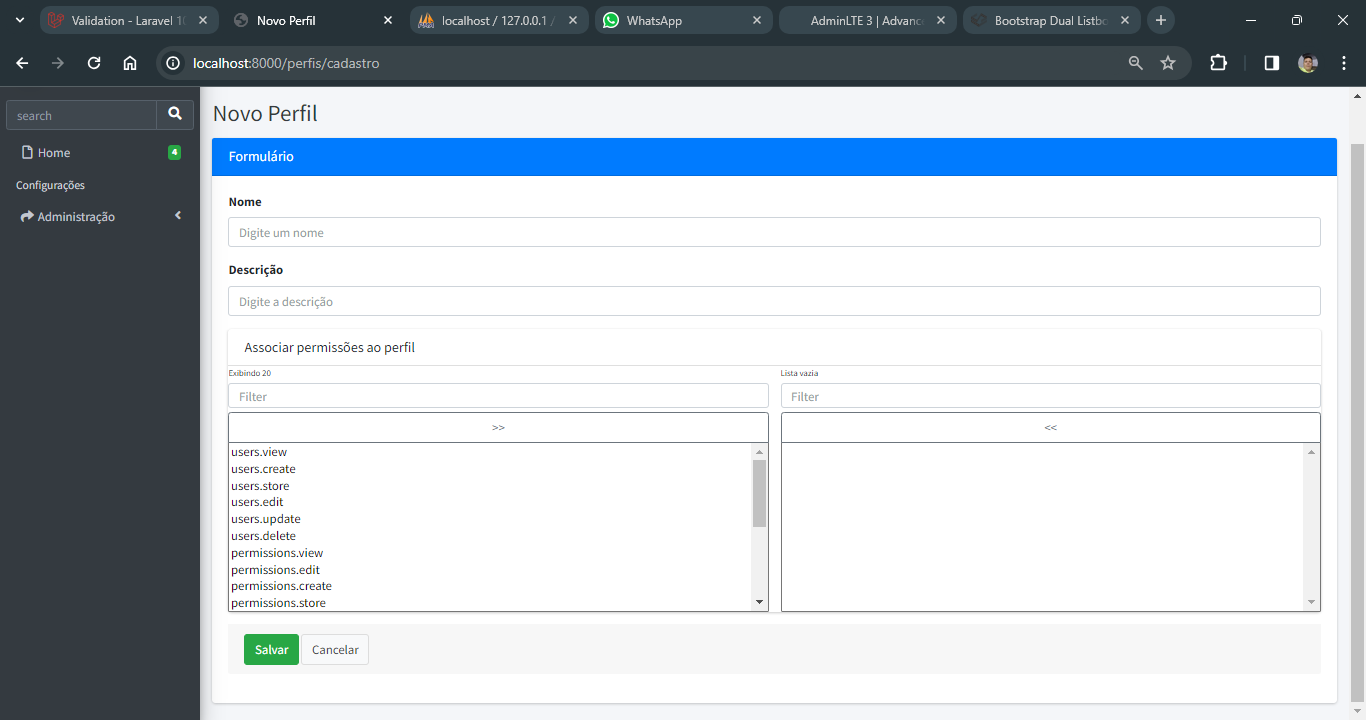 Validation - Laravel 10
Novo Perfil
localhost / 127.0.0.1 /
WhatsApp
AdminLTE 3 | Advanc
Bootstrap Dual Listbo
localhost:8000/perfis/cadastro
search
Home
4
Configurações
Administração
Novo Perfil
Formulário
Nome
Digite um nome
Descrição
Digite a descrição
Associar permissões ao perfil
Exibindo 20
Lista vazia
Filter
Filter
>>
<<
users.view
users.create
users.store
users.edit
users.update
users.delete
permissions.view
permissions.edit
permissions.create
permissions.store
Salvar
Cancelar